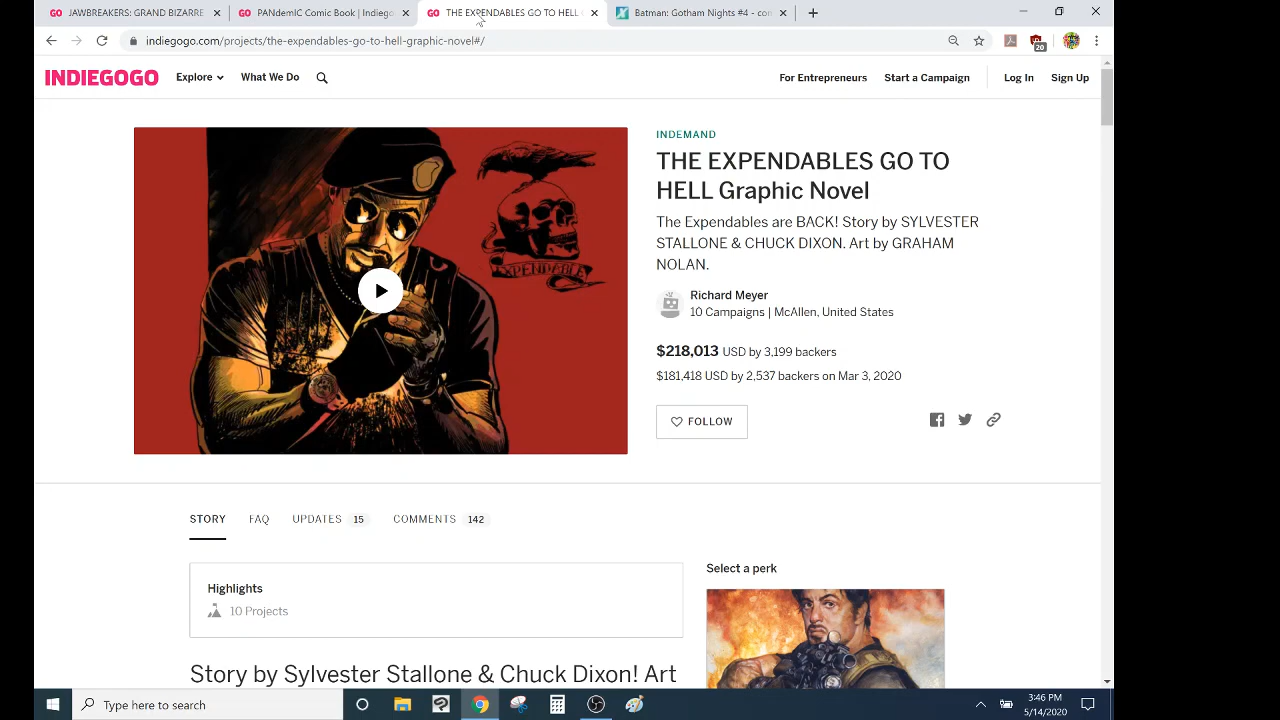 JAWBREAKERS: GRAND BIZARRE
PANdemIC Comic Book | Indiego
THE EXPENDABLES GO TO HELL
Batman: Gotham Nights #4 - con
indiegogo.com/projects/the-expendables-go-to-hell-graphic-novel#/
20
INDIEGOGO
Explore
What We Do
For Entrepreneurs
Start a Campaign
Log In
Sign Up
EXPENDABLE
INDEMAND
THE EXPENDABLES GO TO
HELL Graphic Novel
The Expendables are BACK! Story by SYLVESTER
STALLONE & CHUCK DIXON. Art by GRAHAM
NOLAN.
Richard Meyer
10 Campaigns | McAllen, United States
$218,013 USD by 3,199 backers
$181,418 USD by 2,537 backers on Mar 3, 2020
FOLLOW
STORY
FAQ
UPDATES 15
COMMENTS 142
Highlights
10 Projects
Select a perk
Story by Sylvester Stallone & Chuck Dixon! Art
Type here to search
3:46 PM
5/14/2020